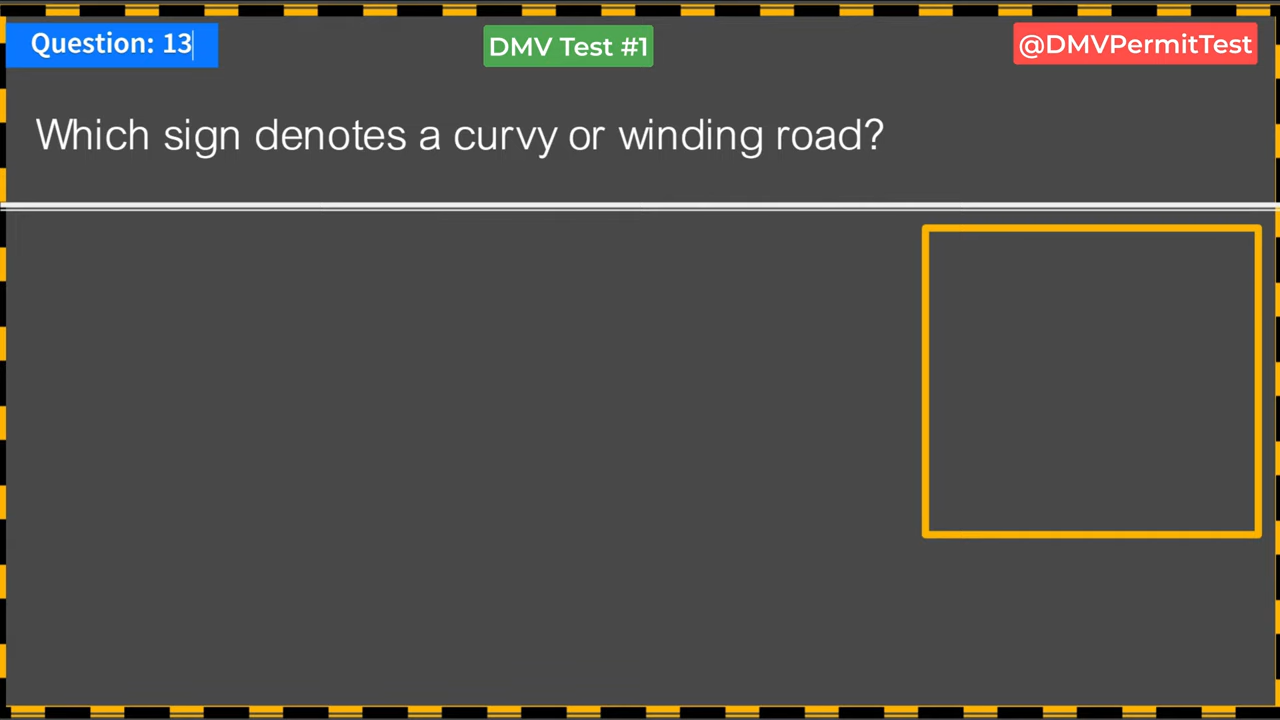 Question: 13
DMV Test #1
@DMVPermitTest
Which sign denotes a curvy or winding road?